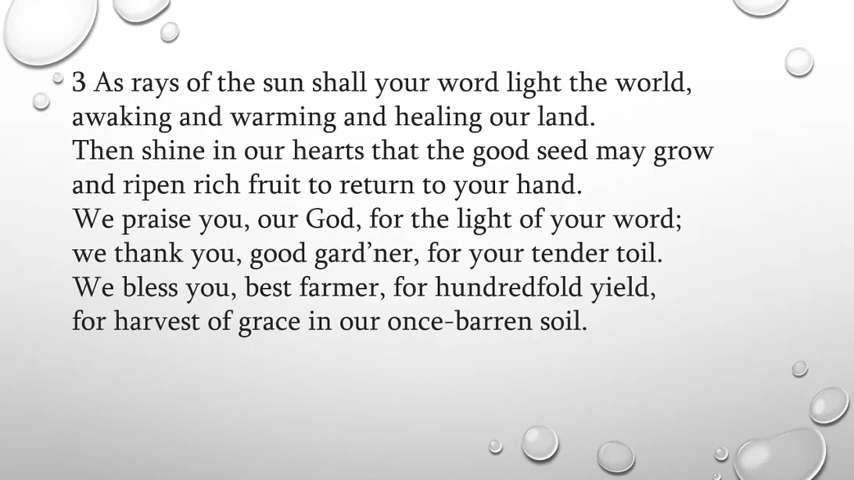 3 As rays of the sun shall your word light the world,
awaking and warming and healing our land.
Then shine in our hearts that the good seed may grow
and ripen rich fruit to return to your hand.
We praise you, our God, for the light of your word;
we thank you, good gard’ner, for your tender toil.
We bless you, best farmer, for hundredfold yield,
for harvest of grace in our once-barren soil.